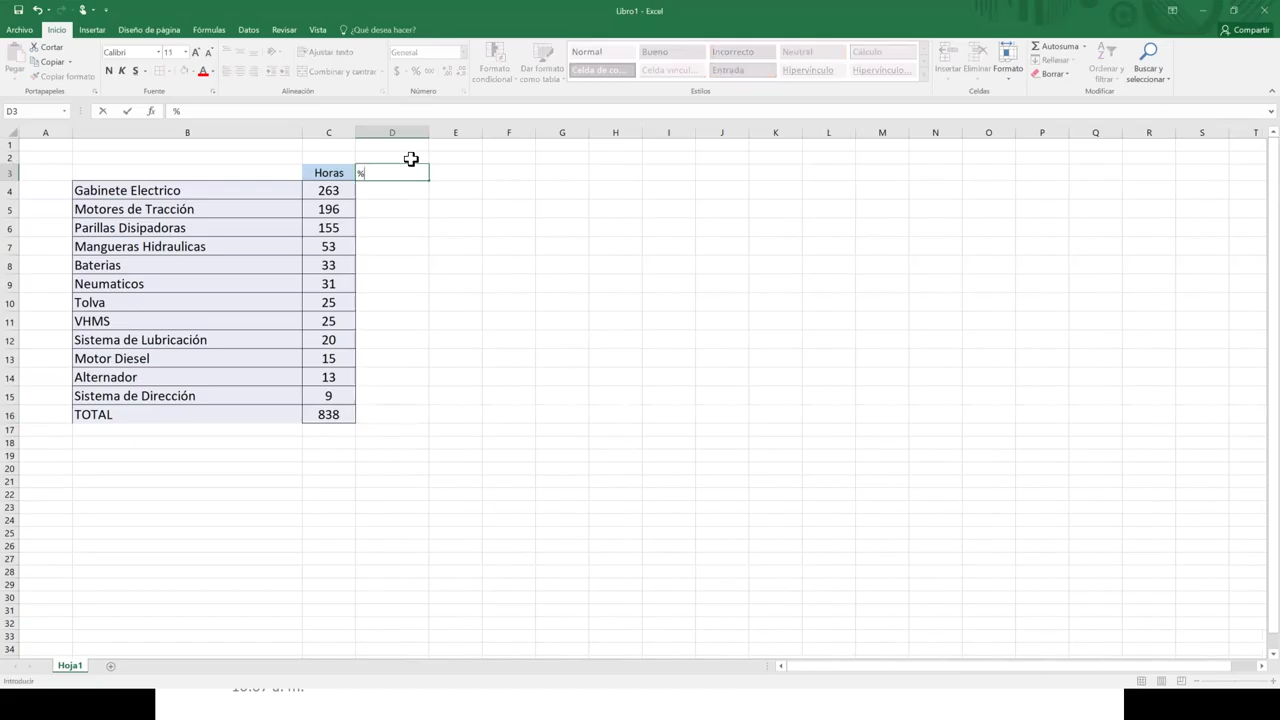 Libro1 - Excel
Archivo Inicio Insertar Diseño de página Fórmulas Datos Revisar Vista ¿Qué desea hacer? Compartir
Pegar Cortar Copiar Copiar formato
Calibri 11
N K S
Ajustar texto
Combinar y centrar
General
$ % 000
Formato condicional
Dar formato como tabla
Normal Bueno Incorrecto Neutral Cálculo
Celda de co... Celda vincul... Entrada Hipervínculo Hipervínculo...
Insertar Eliminar Formato
Autosuma
Rellenar
Borrar
Ordenar y filtrar
Buscar y seleccionar
Portapapeles Fuente Alineación Número Estilos Celdas Modificar
D3 fx %
A B C D E F G H I J K L M N O P Q R S T
1
2
3 Horas %
4 Gabinete Electrico 263
5 Motores de Tracción 196
6 Parillas Disipadoras 155
7 Mangueras Hidraulicas 53
8 Baterias 33
9 Neumaticos 31
10 Tolva 25
11 VHMS 25
12 Sistema de Lubricación 20
13 Motor Diesel 15
14 Alternador 13
15 Sistema de Dirección 9
16 TOTAL 838
17
18
19
20
21
22
23
24
25
26
27
28
29
30
31
32
33
34
Hoja1
Introducir